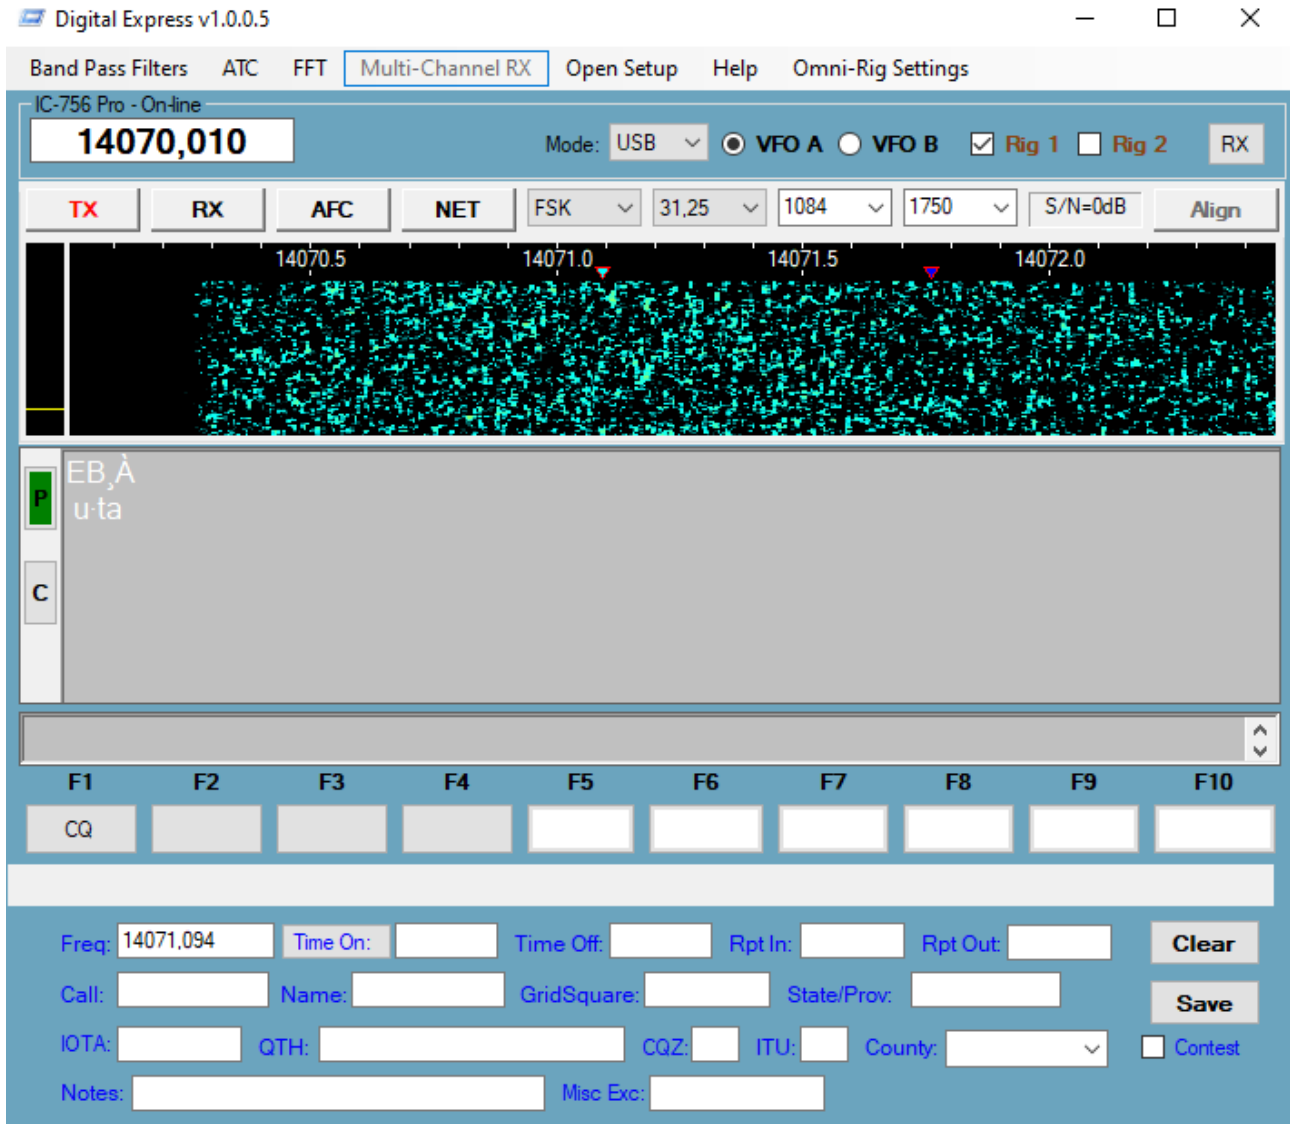 Digital Express v1.0.0.5
Band Pass Filters ATC FFT Multi-Channel RX Open Setup Help Omni-Rig Settings
IC-756 Pro - On-line
14070,010 Mode: USB VFO A VFO B Rig 1 Rig 2 RX
TX RX AFC NET FSK 31,25 1084 1750 S/N=0dB Align
14070.5 14071.0 14071.5 14072.0
P
EB¸À
u·ta
C
F1 F2 F3 F4 F5 F6 F7 F8 F9 F10
CQ
Freq: 14071,094 Time On: Time Off: Rpt In: Rpt Out: Clear
Call: Name: GridSquare: State/Prov: Save
IOTA: QTH: CQZ: ITU: County: Contest
Notes: Misc Exc: